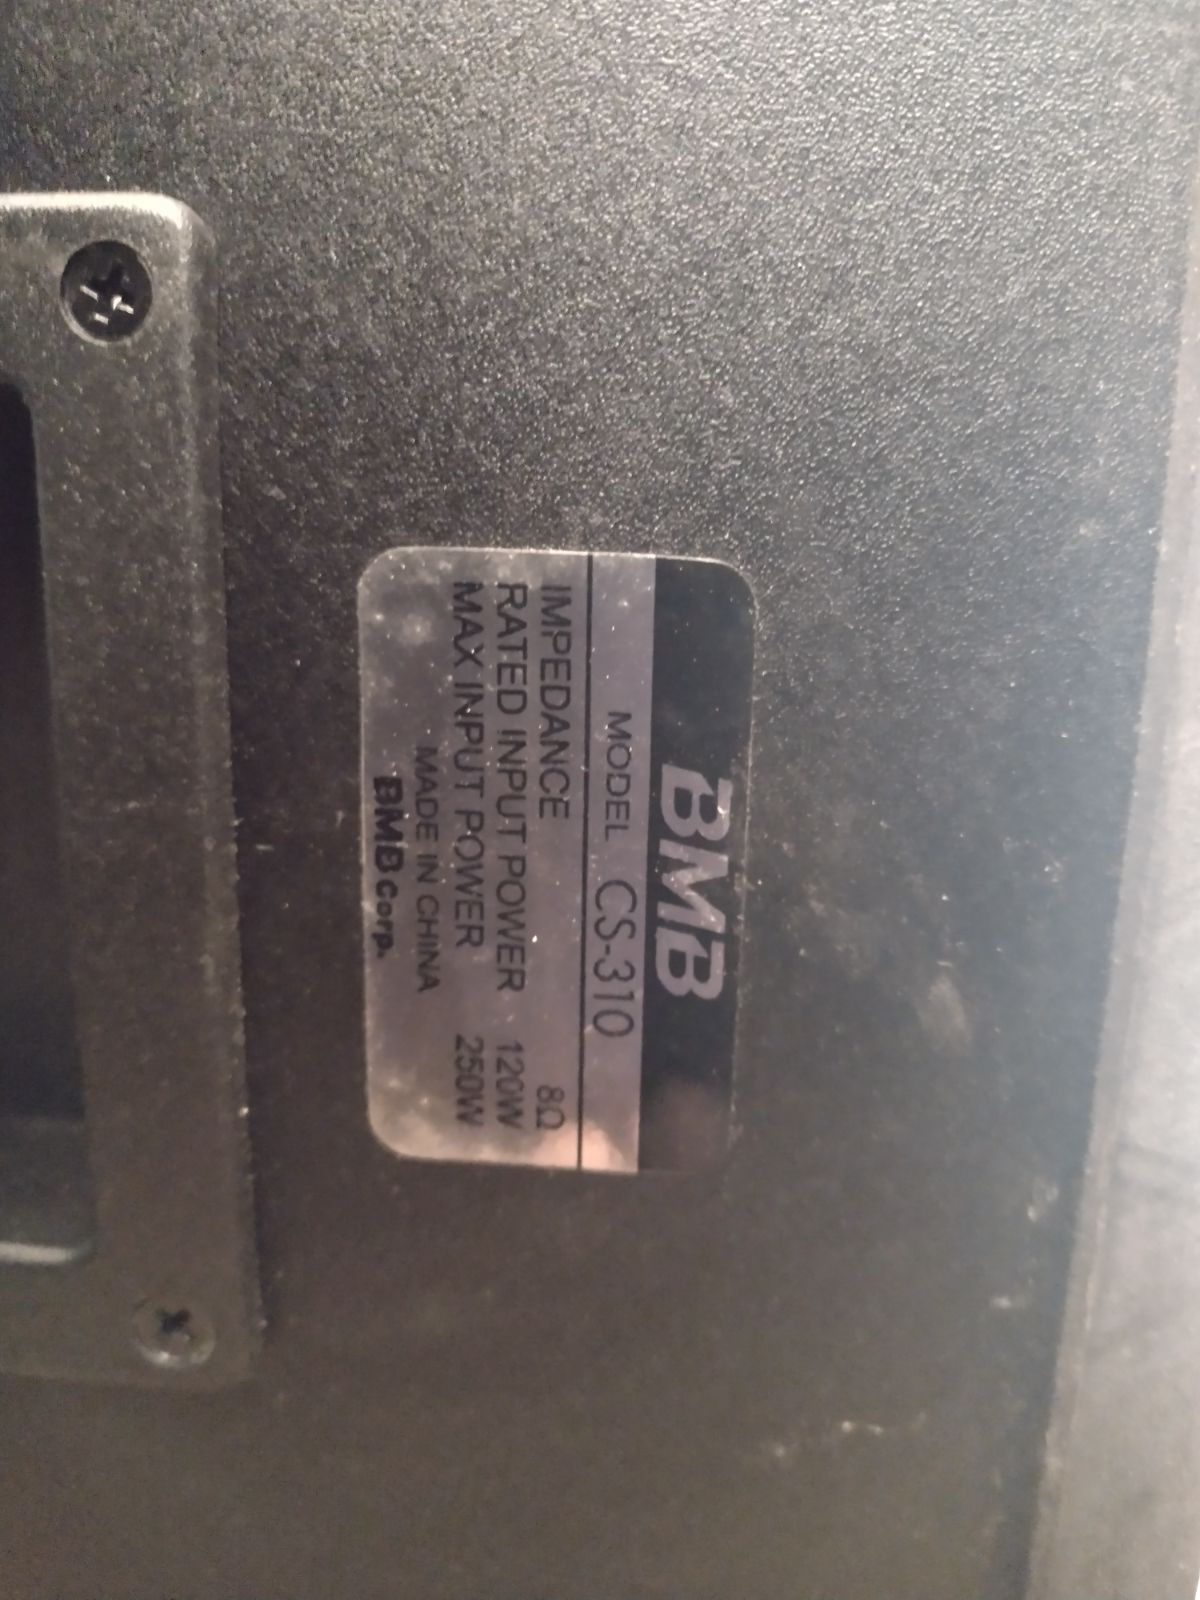 BMB
MODEL CS-310
IMPEDANCE 8Ω
RATED INPUT POWER 120W
MAX INPUT POWER 250W
MADE IN CHINA
BMB corp.